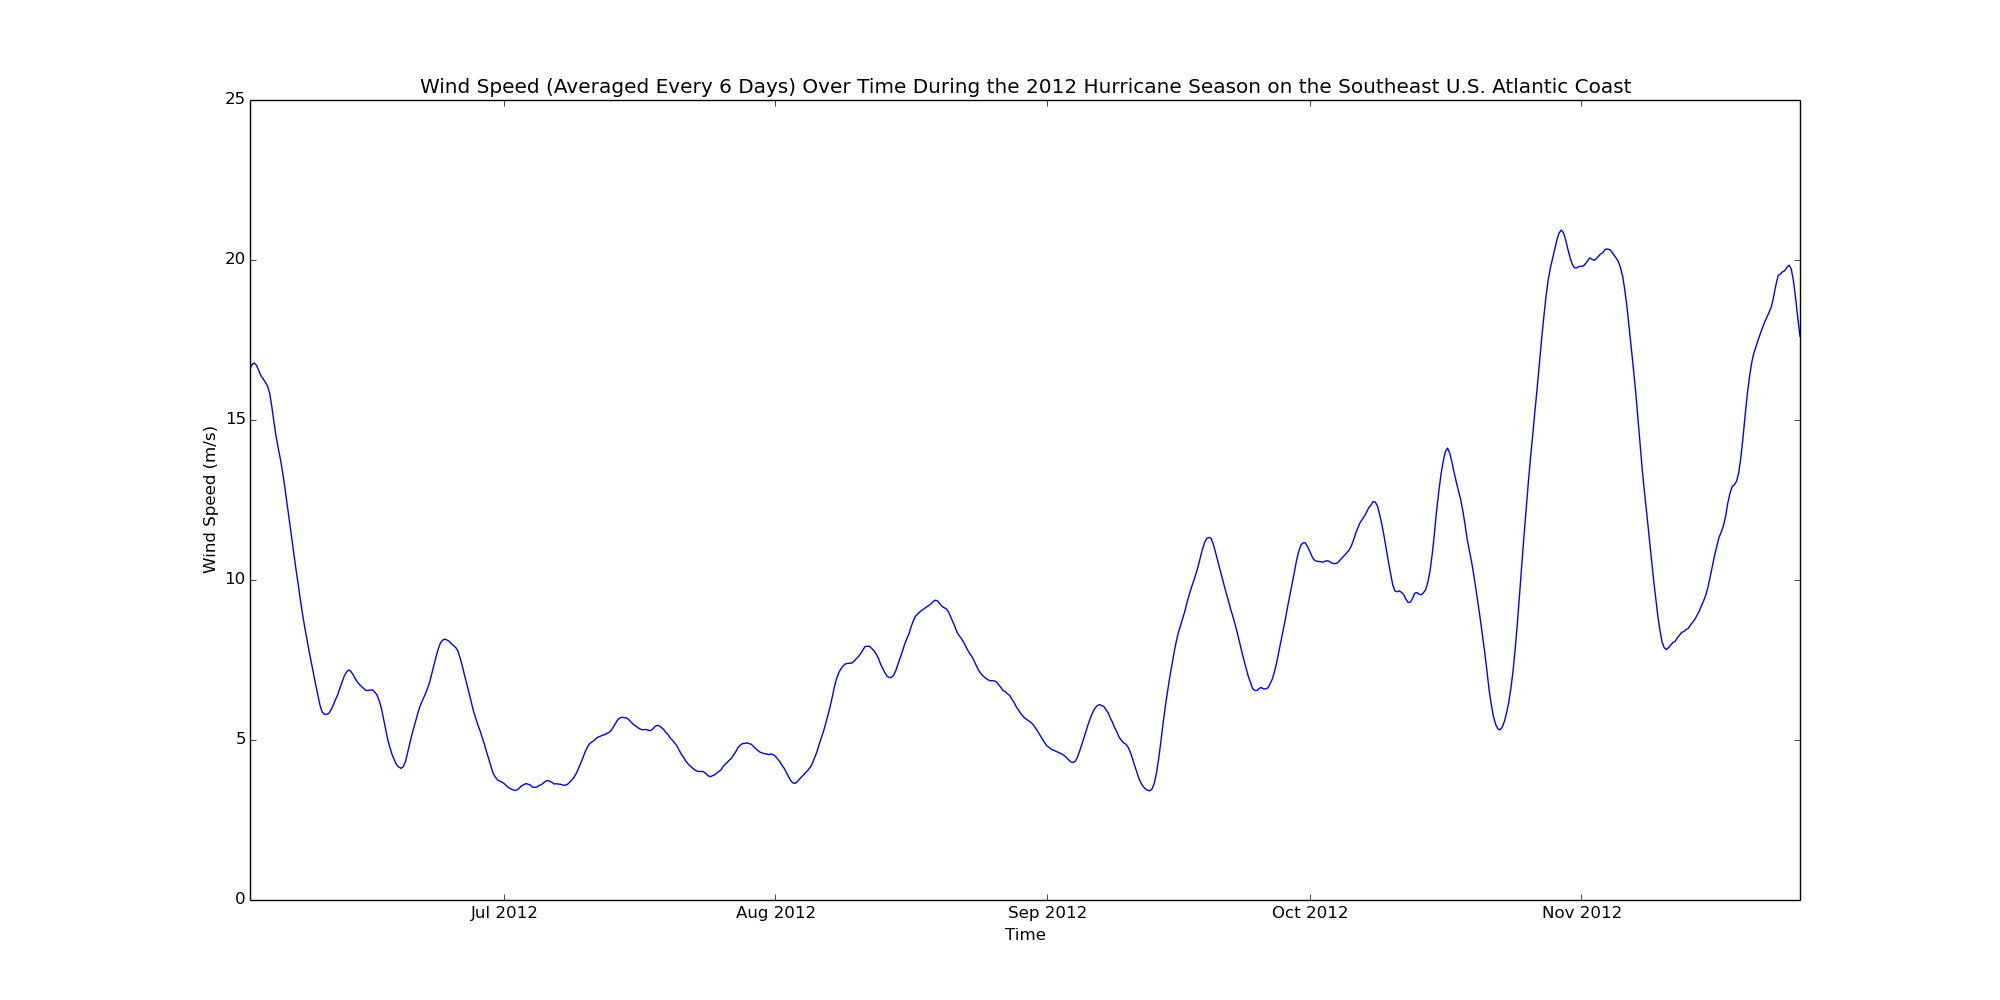 Wind Speed (Averaged Every 6 Days) Over Time During the 2012 Hurricane Season on the Southeast U.S. Atlantic Coast
25
20
15
10
5
0
Wind Speed (m/s)
Jul 2012 Aug 2012 Sep 2012 Oct 2012 Nov 2012
Time